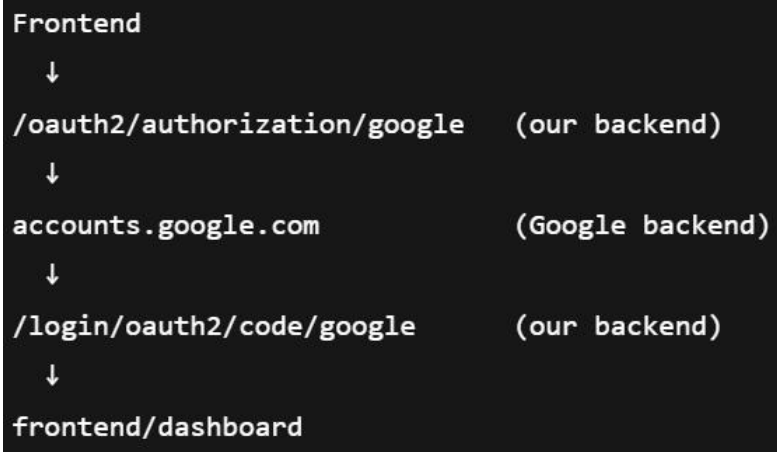 Frontend
↓
/oauth2/authorization/google (our backend)
↓
accounts.google.com (Google backend)
↓
/login/oauth2/code/google (our backend)
↓
frontend/dashboard